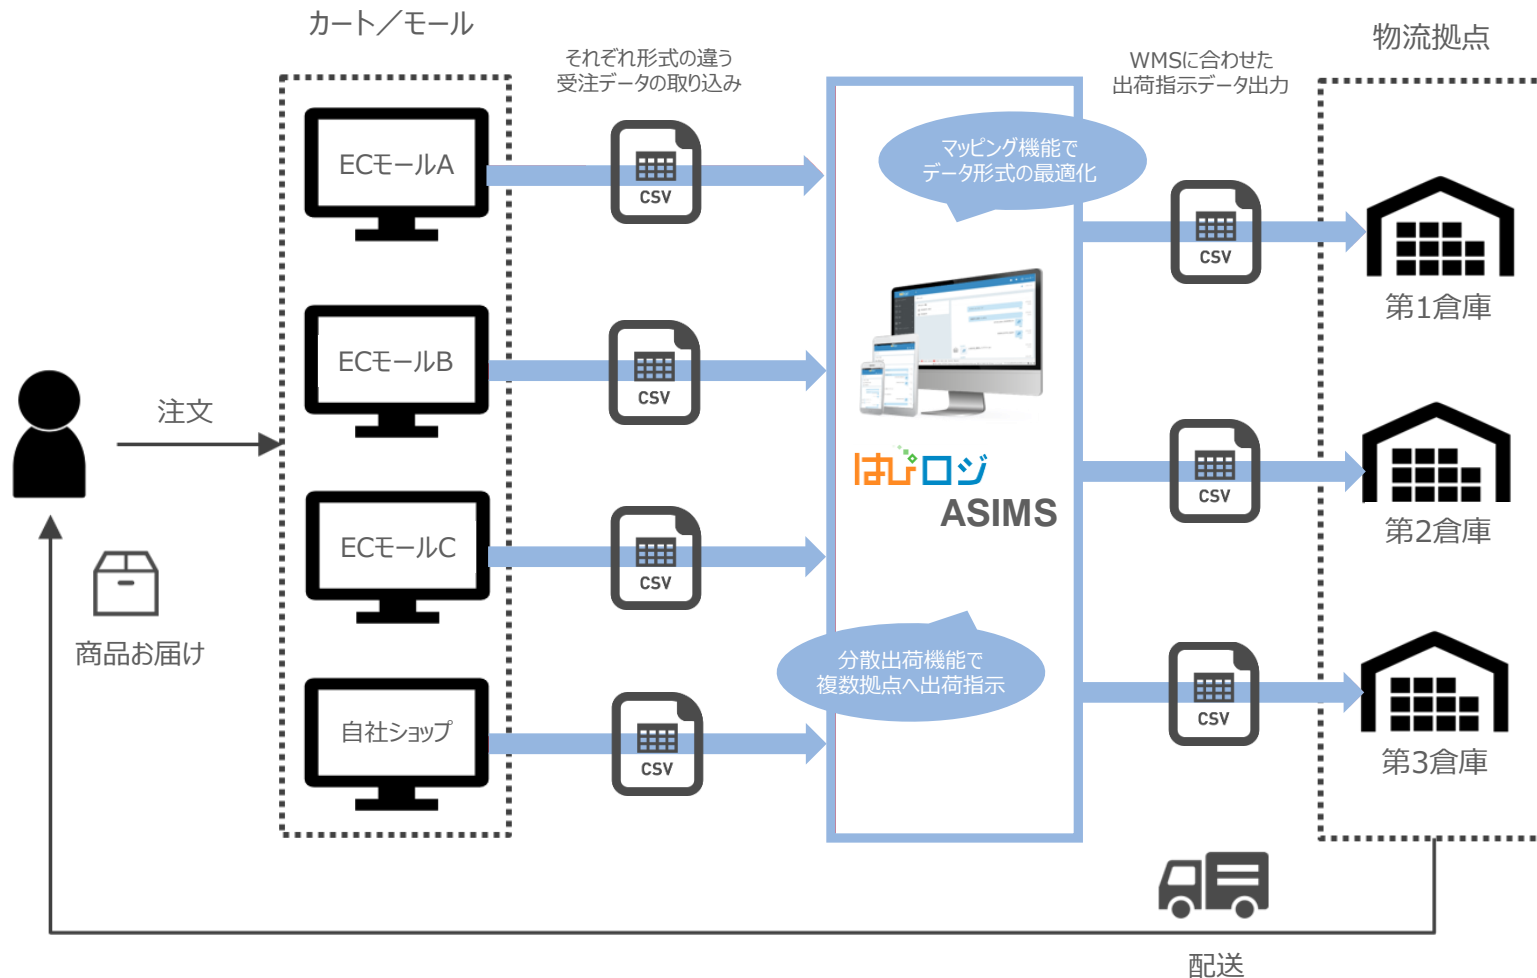 カート／モール
それぞれ形式の違う
受注データの取り込み
WMSに合わせた
出荷指示データ出力
物流拠点
ECモールA
CSV
マッピング機能で
データ形式の最適化
CSV
第1倉庫
ECモールB
CSV
注文
はぴロジ
ASIMS
CSV
第2倉庫
ECモールC
CSV
商品お届け
分散出荷機能で
複数拠点へ出荷指示
CSV
第3倉庫
自社ショップ
CSV
配送